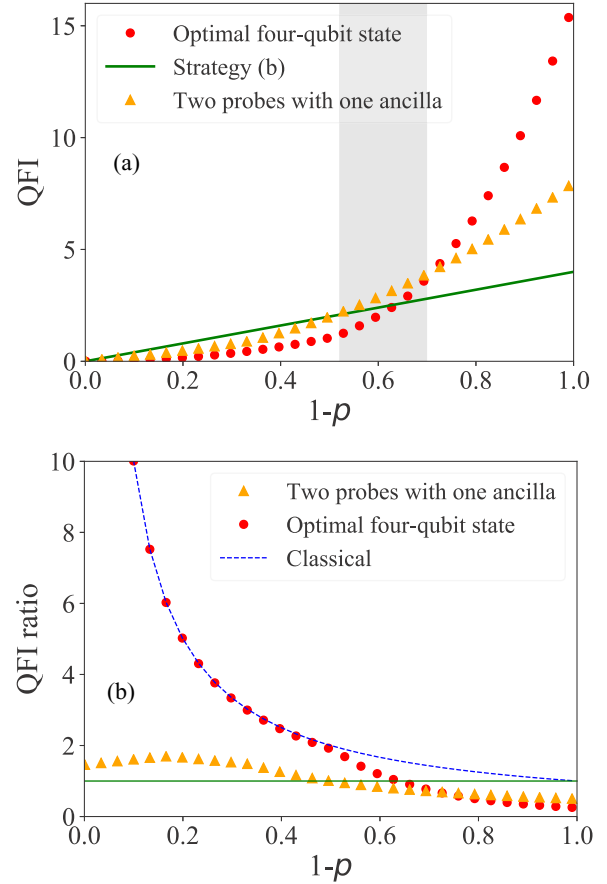 15
10
5
0
QFI
Optimal four-qubit state
Strategy (b)
Two probes with one ancilla
(a)
0.0 0.2 0.4 0.6 0.8 1.0
1-p
10
8
6
4
2
0
QFI ratio
Two probes with one ancilla
Optimal four-qubit state
Classical
(b)
0.0 0.2 0.4 0.6 0.8 1.0
1-p